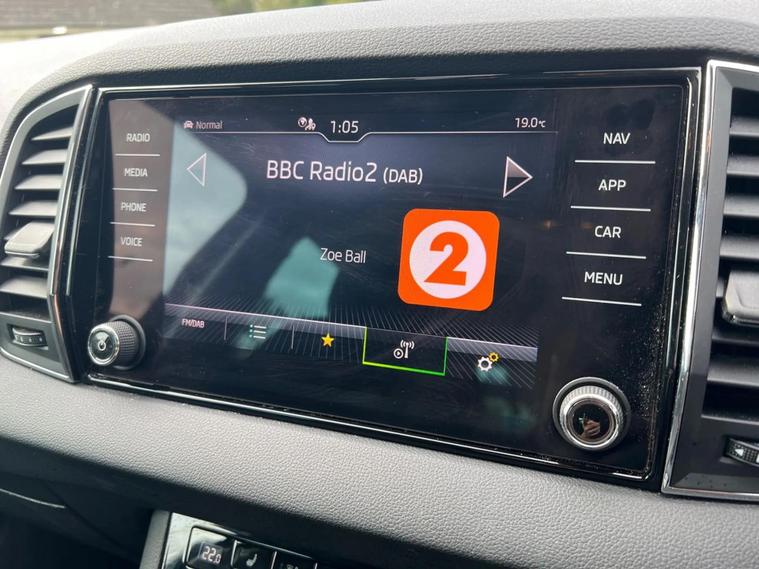 Normal
1:05
19.0°C
RADIO
MEDIA
PHONE
VOICE
BBC Radio2 (DAB)
Zoe Ball
2
FM/DAB
NAV
APP
CAR
MENU
22.0